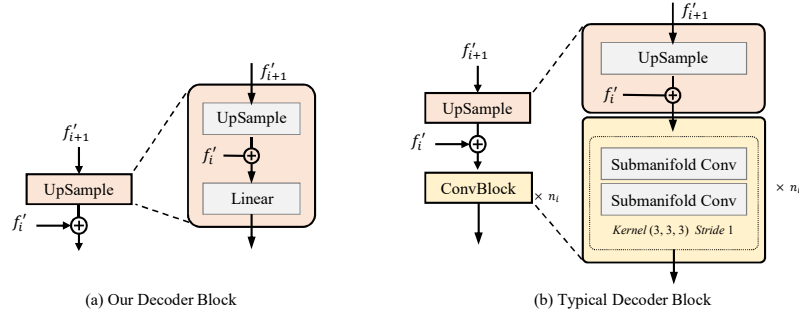 f'ᵢ₊₁
UpSample
f'ᵢ
f'ᵢ₊₁
UpSample
f'ᵢ
Linear
(a) Our Decoder Block
f'ᵢ₊₁
UpSample
f'ᵢ
ConvBlock
× nᵢ
f'ᵢ₊₁
UpSample
f'ᵢ
Submanifold Conv
Submanifold Conv
Kernel (3, 3, 3) Stride 1
× nᵢ
(b) Typical Decoder Block